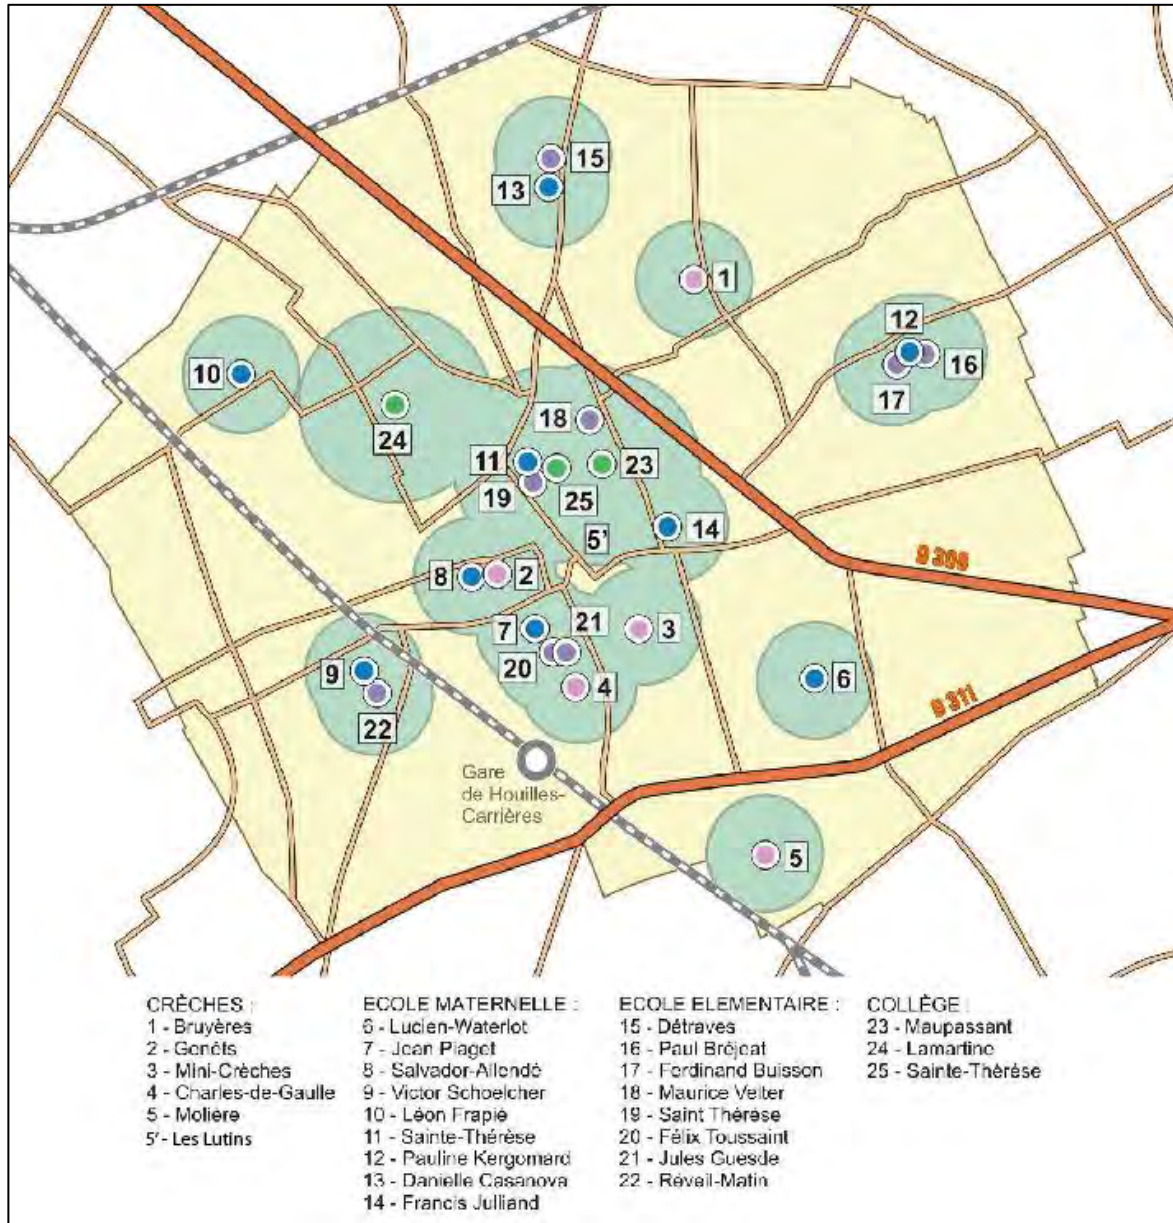 15
13
1
12
10
16
17
18
24
11
23
19
25
14
5'
8
2
7
21
3
20
9
4
6
22
Gare
de Houilles-
Carrières
5
CRÈCHES :
1 - Bruyères
2 - Genêts
3 - Mini-Crèches
4 - Charles-de-Gaulle
5 - Molière
5' - Les Lutins
ECOLE MATERNELLE :
6 - Lucien-Waterlot
7 - Jean Piaget
8 - Salvador-Allendé
9 - Victor Schoelcher
10 - Léon Frapié
11 - Sainte-Thérèse
12 - Pauline Kergomard
13 - Danielle Casanova
14 - Francis Julliand
ECOLE ELEMENTAIRE :
15 - Détraves
16 - Paul Bréjeat
17 - Ferdinand Buisson
18 - Maurice Velter
19 - Saint Thérèse
20 - Félix Toussaint
21 - Jules Guesde
22 - Réveil-Matin
COLLÈGE :
23 - Maupassant
24 - Lamartine
25 - Sainte-Thérèse